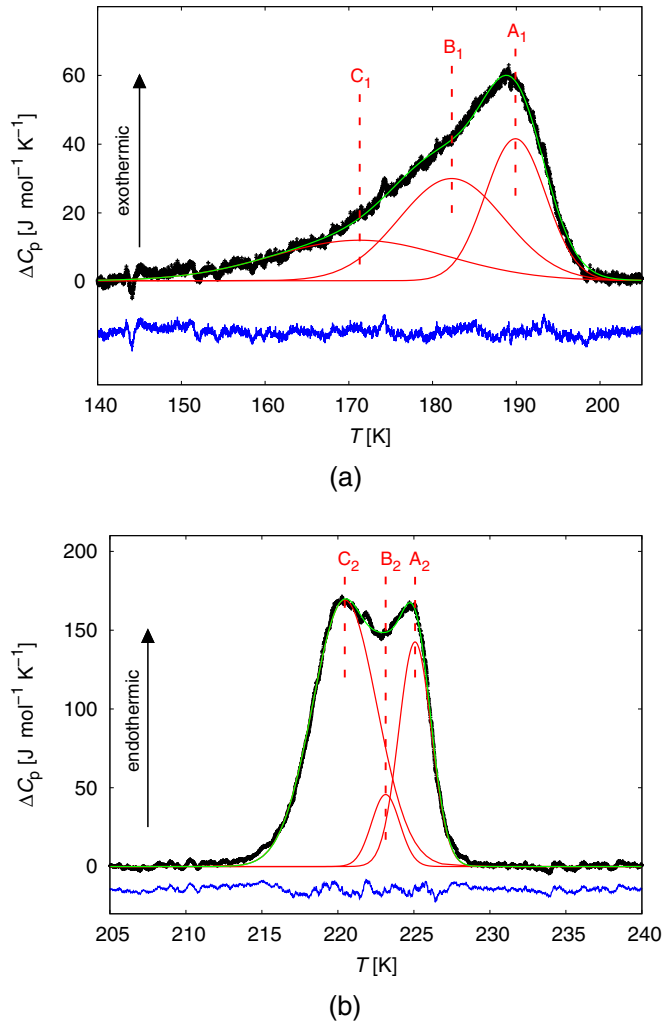 A₁
B₁
C₁
60
40
20
0
ΔCₚ [J mol⁻¹ K⁻¹]
exothermic
140 150 160 170 180 190 200
T [K]
(a)
C₂ B₂ A₂
200
150
100
50
0
ΔCₚ [J mol⁻¹ K⁻¹]
endothermic
205 210 215 220 225 230 235 240
T [K]
(b)